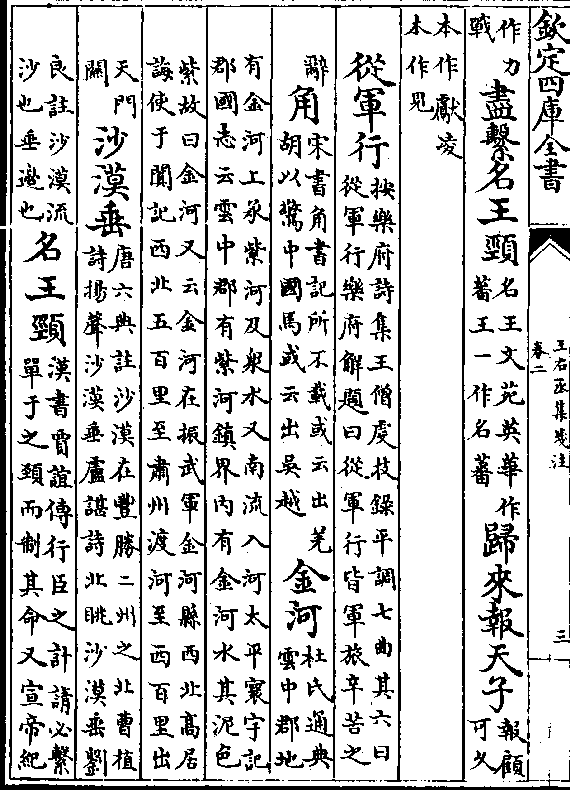 欽定四庫全書
王右丞集箋注
卷二
三
作力
戰
盡繫名王頸
名王文苑英華作
蕃王一作名蕃
歸來報天子
報顧
可久
本作獻凌
本作見
從軍行
按樂府詩集王僧虔技錄平調七曲其六曰
從軍行樂府解題曰從軍行皆軍旅辛苦之
辭
角
宋書角書記所不載或云出羌
胡以驚中國馬或云出吳越
金河
杜氏通典
雲中郡地
有金河上承紫河及象水又南流入河太平寰宇記
郡國志云雲中郡有紫河鎮界內有金河水其泥色
紫故曰金河又云金河在振武軍金河縣西北高居
誨使于闐記西北五百里至肅州渡河至西百里出
天門
關
沙漠垂
唐六典註沙漠在豐勝二州之北曹植
詩揚聲沙漠垂盧諶詩北眺沙漠垂劉
良註沙漠流
沙也垂邊也
名王頸
漢書賈誼傳行臣之計請必繫
單于之頸而制其命又宣帝紀